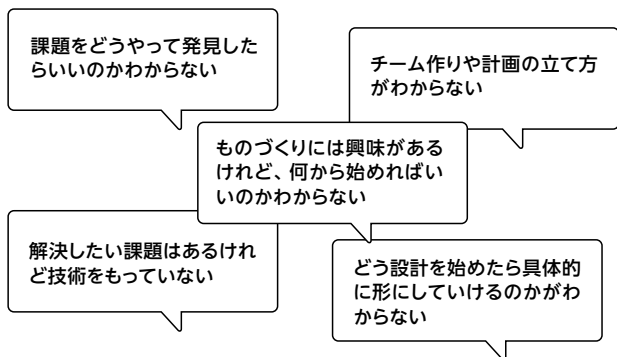 課題をどうやって発見した
らいいのかわからない
チーム作りや計画の立て方
がわからない
ものづくりには興味がある
けれど、何から始めればい
いのかわからない
解決したい課題はあるけれ
ど技術をもっていない
どう設計を始めたら具体的
に形にしていけるのかがわ
からない